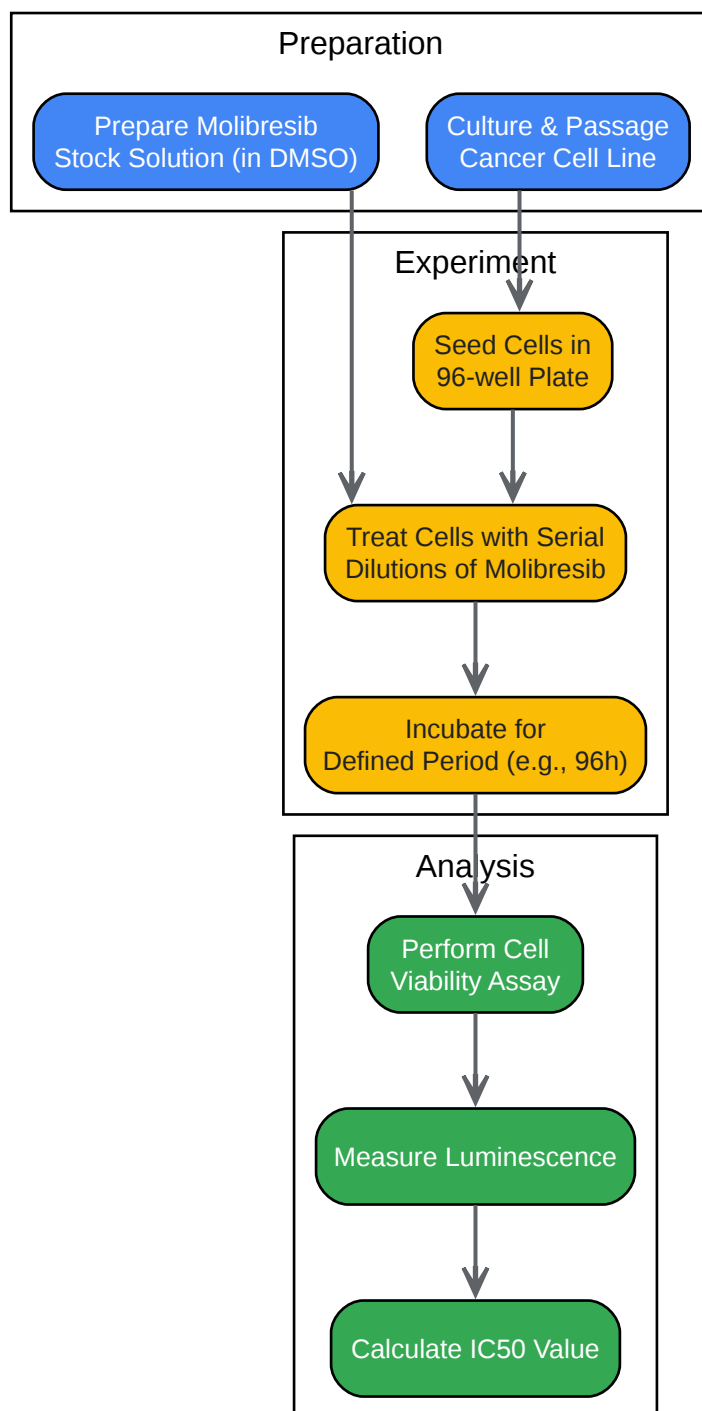 Preparation
Prepare Molibresib
Stock Solution (in DMSO)
Culture & Passage
Cancer Cell Line
Experiment
Seed Cells in
96-well Plate
Treat Cells with Serial
Dilutions of Molibresib
Incubate for
Defined Period (e.g., 96h)
Analysis
Perform Cell
Viability Assay
Measure Luminescence
Calculate IC50 Value